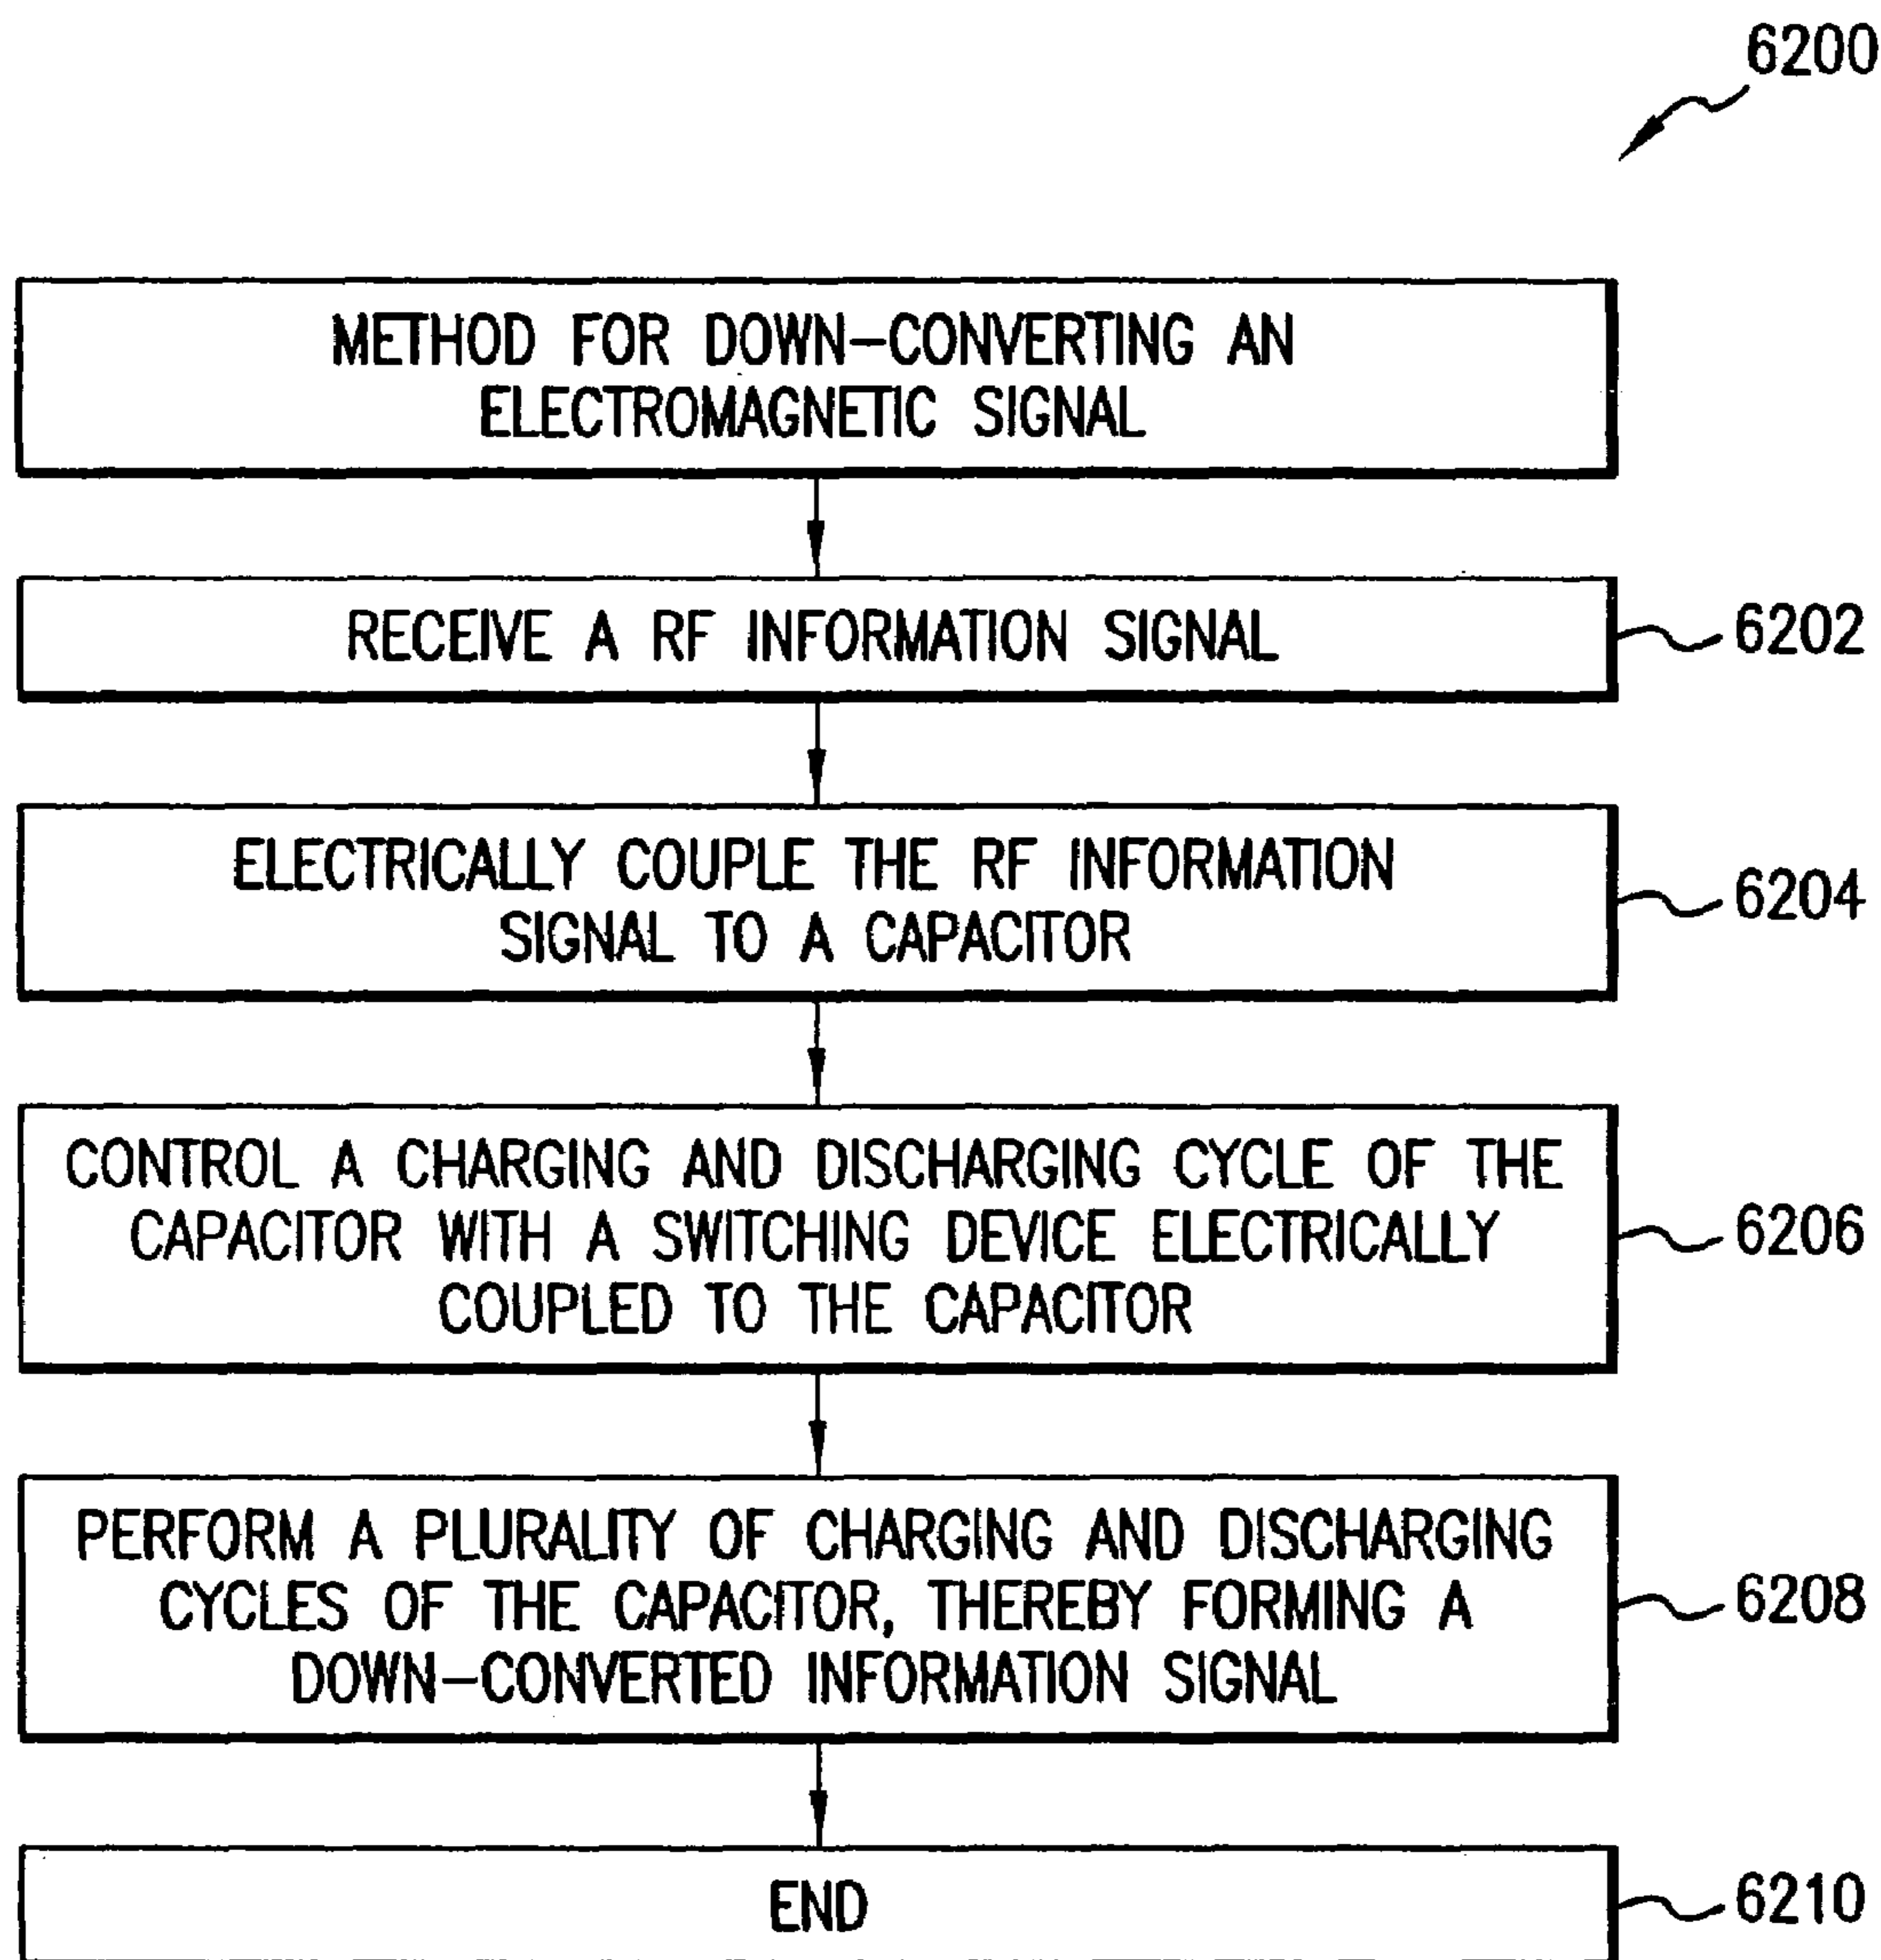 6200
METHOD FOR DOWN-CONVERTING AN
ELECTROMAGNETIC SIGNAL
RECEIVE A RF INFORMATION SIGNAL
6202
ELECTRICALLY COUPLE THE RF INFORMATION
SIGNAL TO A CAPACITOR
6204
CONTROL A CHARGING AND DISCHARGING CYCLE OF THE
CAPACITOR WITH A SWITCHING DEVICE ELECTRICALLY
COUPLED TO THE CAPACITOR
6206
PERFORM A PLURALITY OF CHARGING AND DISCHARGING
CYCLES OF THE CAPACITOR, THEREBY FORMING A
DOWN-CONVERTED INFORMATION SIGNAL
6208
END
6210